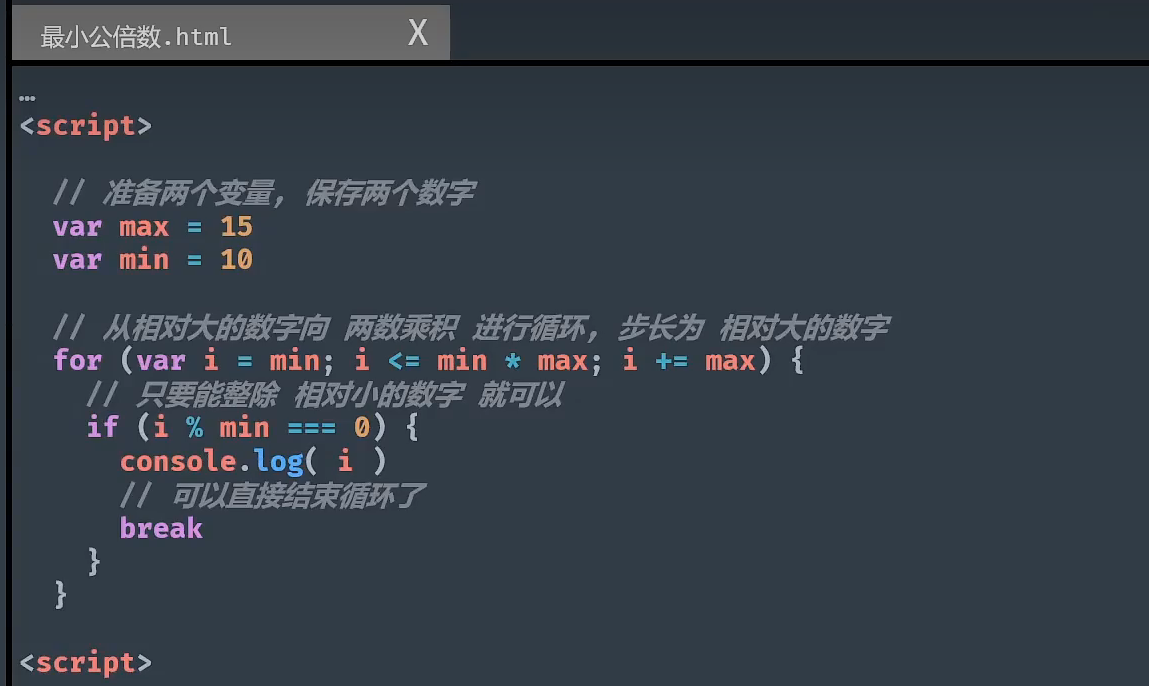 最小公倍数.html X
…
<script>
// 准备两个变量, 保存两个数字
var max = 15
var min = 10
// 从相对大的数字向 两数乘积 进行循环, 步长为 相对大的数字
for (var i = min; i <= min * max; i += max) {
// 只要能整除 相对小的数字 就可以
if (i % min === 0) {
console.log( i )
// 可以直接结束循环了
break
}
}
<script>